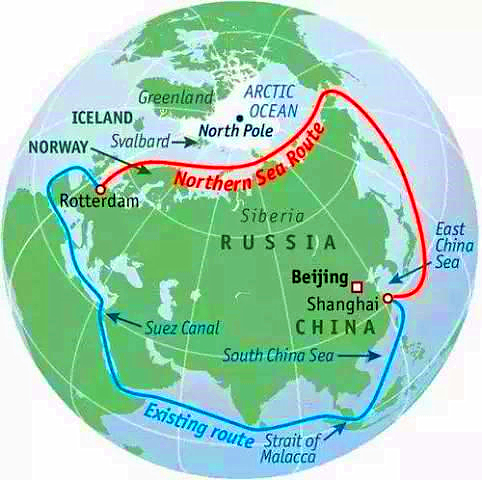 Greenland
ARCTIC
OCEAN
ICELAND
North Pole
Svalbard
NORWAY
Northern Sea Route
Rotterdam
Siberia
RUSSIA
East
China
Sea
Beijing
Shanghai
CHINA
Suez Canal
South China Sea
Existing route
Strait of
Malacca